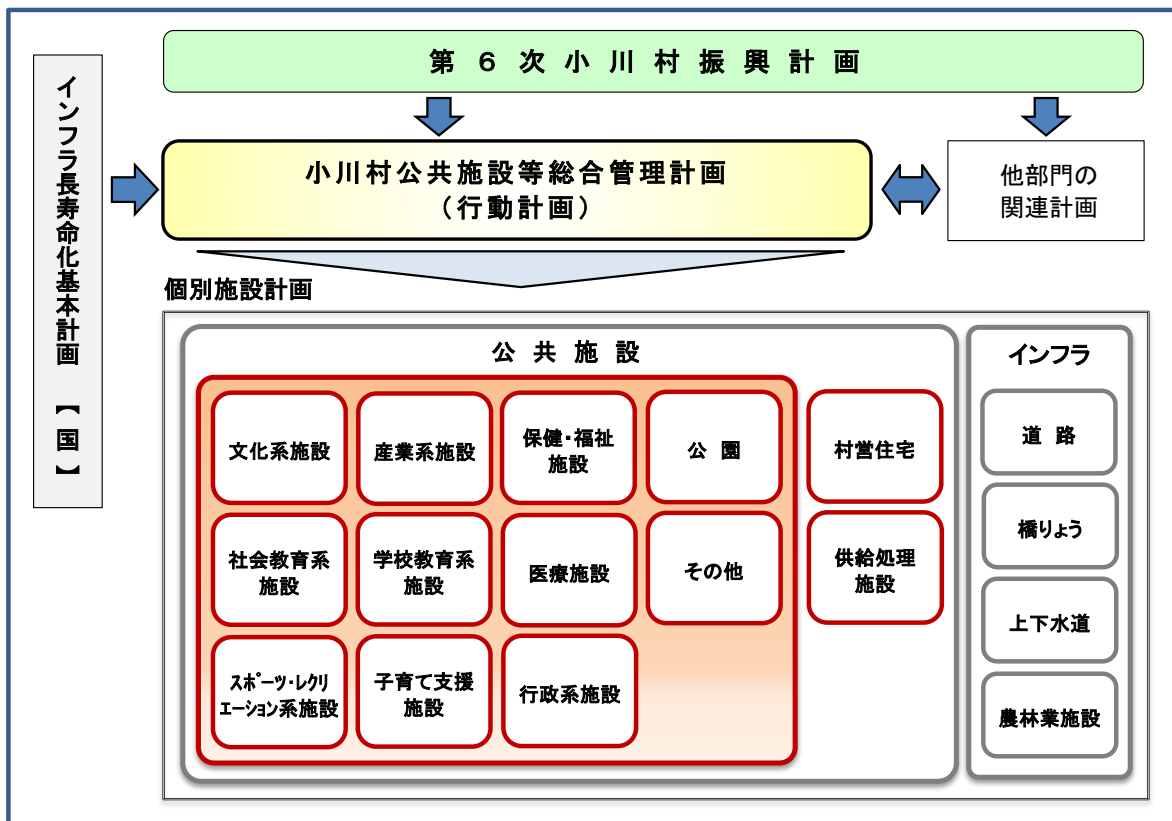 第６次小川村振興計画
インフラ長寿命化基本計画 【国】
小川村公共施設等総合管理計画
（行動計画）
他部門の
関連計画
個別施設計画
公共施設
文化系施設
産業系施設
保健・福祉
施設
公園
村営住宅
社会教育系
施設
学校教育系
施設
医療施設
その他
供給処理
施設
ｽﾎﾟｰﾂ・ﾚｸﾘ
ｴｰｼｮﾝ系施設
子育て支援
施設
行政系施設
インフラ
道路
橋りょう
上下水道
農林業施設